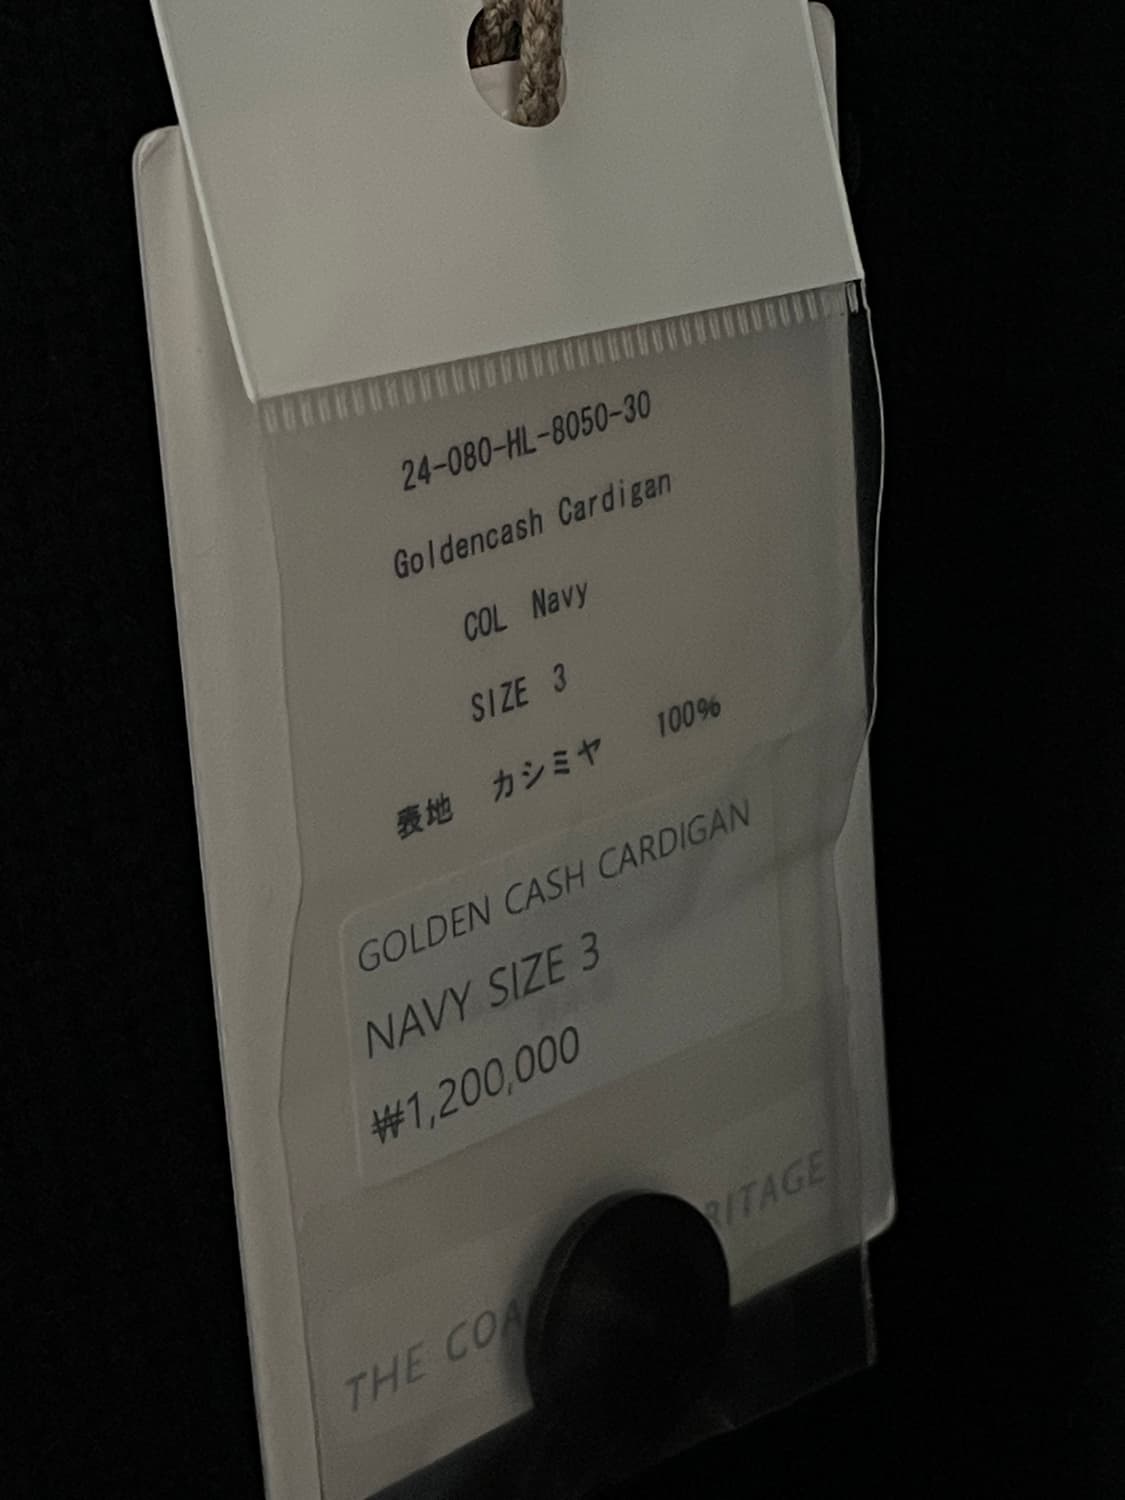 24-080-HL-8050-30
Goldencash Cardigan
COL Navy
SIZE 3
表地 カシミヤ 100%
GOLDEN CASH CARDIGAN
NAVY SIZE 3
₩1,200,000
THE